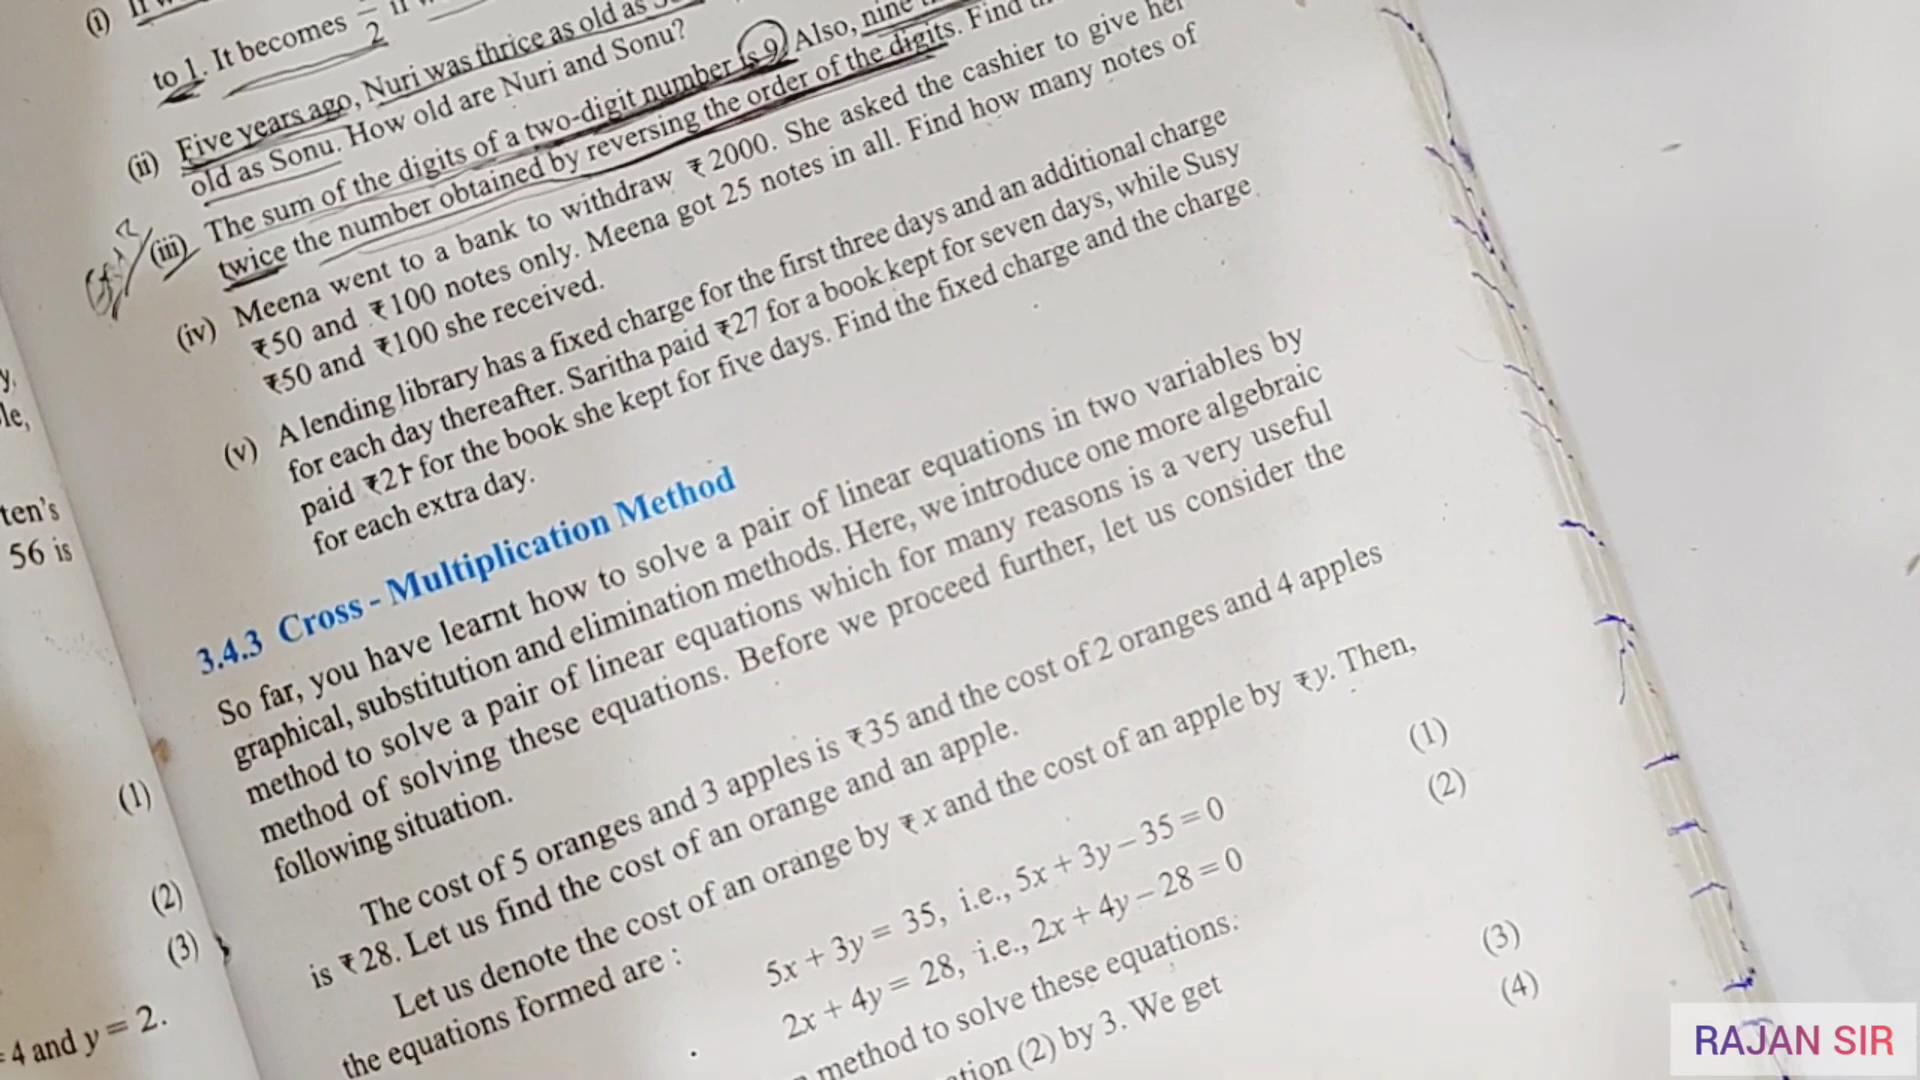 (i)
to 1. It becomes 1/2
(ii) Five years ago, Nuri was thrice as old as
old as Sonu. How old are Nuri and Sonu?
(iii) The sum of the digits of a two-digit number is 9. Also, nine
twice the number obtained by reversing the order of the digits. Find
(iv) Meena went to a bank to withdraw ₹2000. She asked the cashier to give her
₹50 and ₹100 notes only. Meena got 25 notes in all. Find how many notes of
₹50 and ₹100 she received.
(v) A lending library has a fixed charge for the first three days and an additional charge
for each day thereafter. Saritha paid ₹27 for a book kept for seven days, while Susy
paid ₹21 for the book she kept for five days. Find the fixed charge and the charge
for each extra day.
3.4.3 Cross - Multiplication Method
So far, you have learnt how to solve a pair of linear equations in two variables by
graphical, substitution and elimination methods. Here, we introduce one more algebraic
method to solve a pair of linear equations which for many reasons is a very useful
method of solving these equations. Before we proceed further, let us consider the
following situation.
The cost of 5 oranges and 3 apples is ₹35 and the cost of 2 oranges and 4 apples
is ₹28. Let us find the cost of an orange and an apple.
Let us denote the cost of an orange by ₹x and the cost of an apple by ₹y. Then,
the equations formed are :
5x + 3y = 35, i.e., 5x + 3y – 35 = 0 (1)
2x + 4y = 28, i.e., 2x + 4y – 28 = 0 (2)
method to solve these equations.
(2) by 3. We get
(3)
(4)
y,
le,
ten's
56 is
(1)
(2)
(3)
= 4 and y = 2.
RAJAN SIR